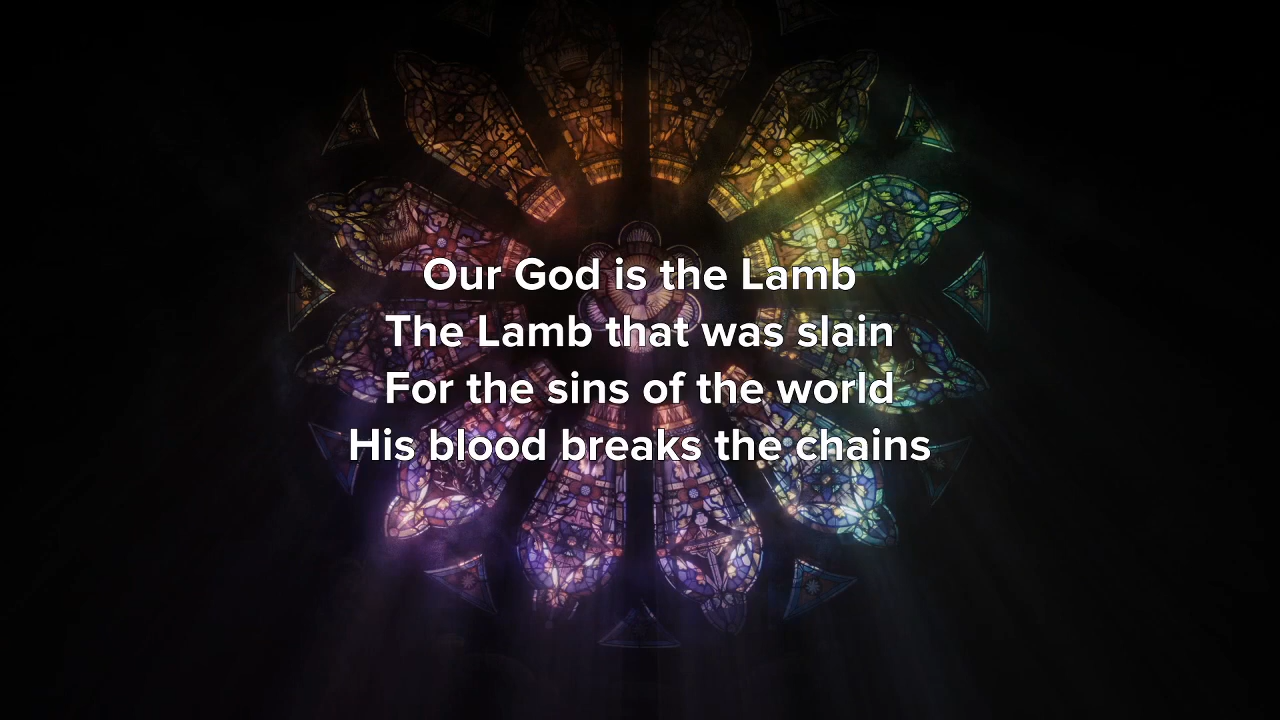 Our God is the Lamb
The Lamb that was slain
For the sins of the world
His blood breaks the chains